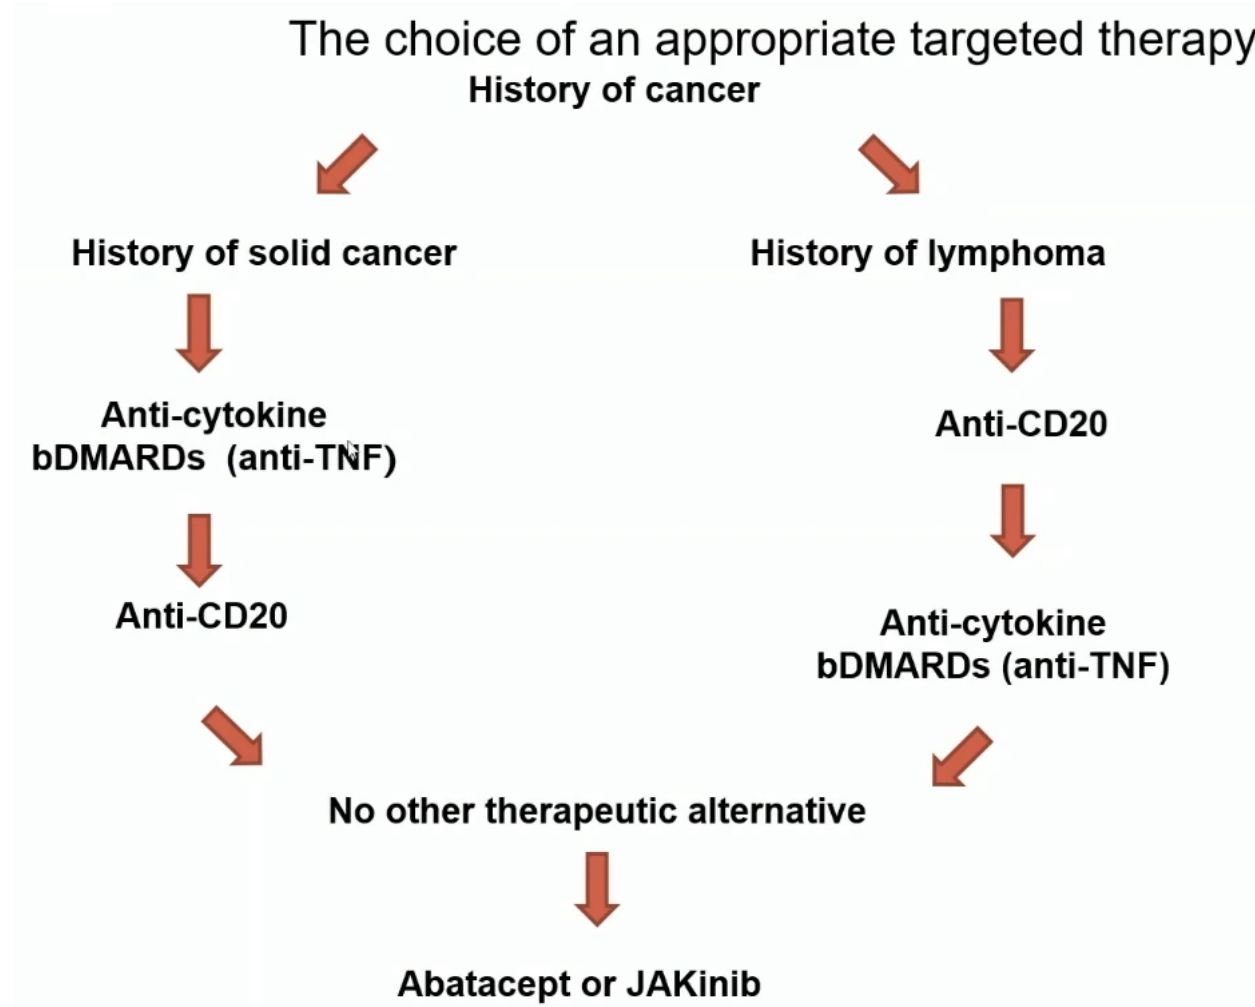 The choice of an appropriate targeted therapy
History of cancer
History of solid cancer
History of lymphoma
Anti-cytokine
bDMARDs (anti-TNF)
Anti-CD20
Anti-CD20
Anti-cytokine
bDMARDs (anti-TNF)
No other therapeutic alternative
Abatacept or JAKinib